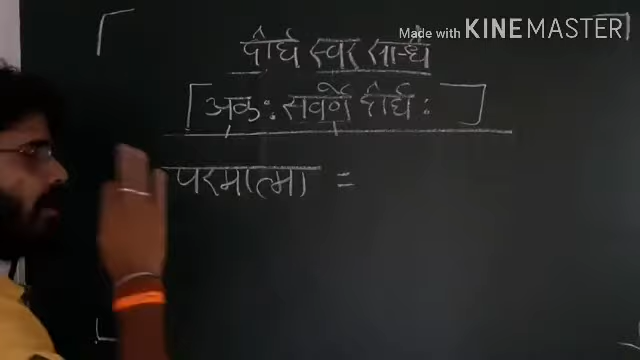 Made with KINEMASTER
दीर्घ स्वर सन्धि
[अकः सवर्णे दीर्घः]
परमात्मा =